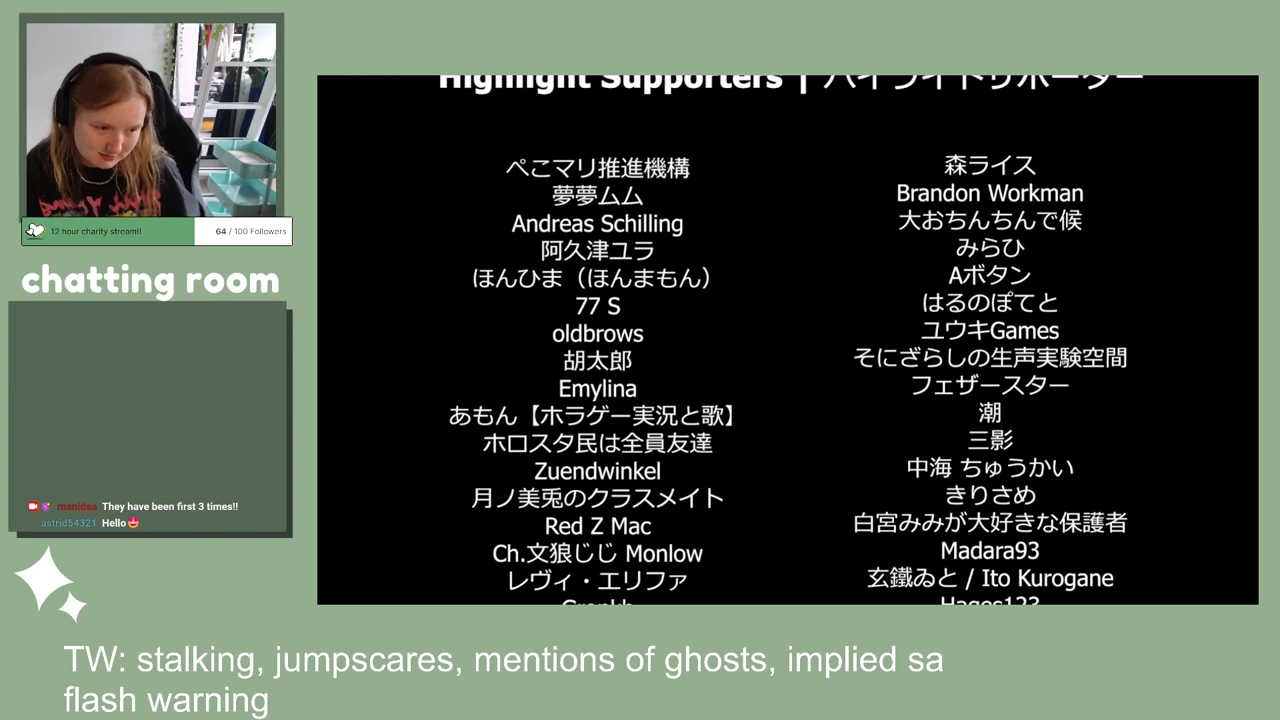 12 hour charity stream!!
64 / 100 Followers
chatting room
manidea They have been first 3 times!!
astrid54321 Hello
Highlight Supporters | ハイライトサポーター
ぺこマリ推進機構
夢夢ムム
Andreas Schilling
阿久津ユラ
ほんひま（ほんまもん）
77 S
oldbrows
胡太郎
Emylina
あもん【ホラゲー実況と歌】
ホロスタ民は全員友達
Zuendwinkel
月ノ美兎のクラスメイト
Red Z Mac
Ch.文狼じじ Monlow
レヴィ・エリファ
森ライス
Brandon Workman
大おちんちんで候
みらひ
Aボタン
はるのぽてと
ユウキGames
そにざらしの生声実験空間
フェザースター
潮
三影
中海 ちゅうかい
きりさめ
白宮みみが大好きな保護者
Madara93
玄鐵ゐと / Ito Kurogane
Hages123
TW: stalking, jumpscares, mentions of ghosts, implied sa
flash warning